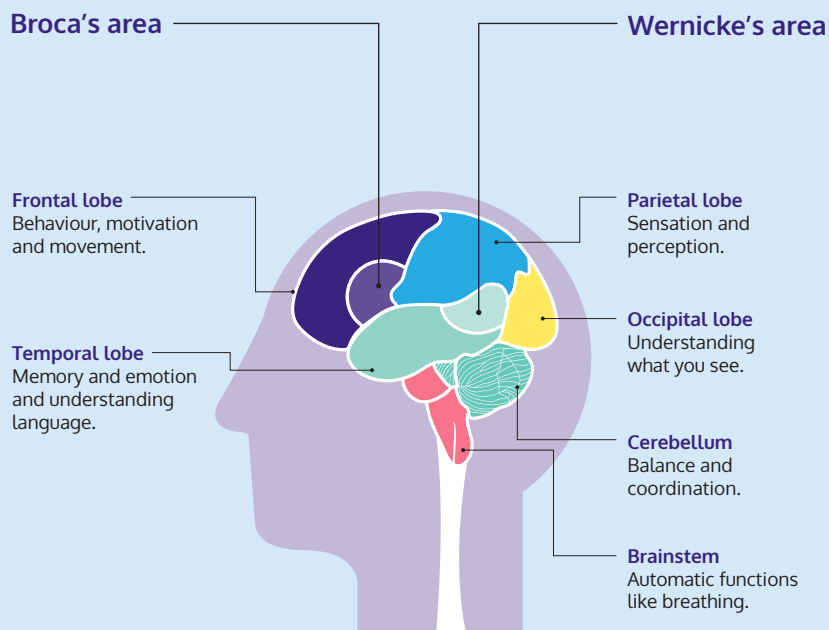 Broca’s area
Wernicke’s area
Frontal lobe
Behaviour, motivation
and movement.
Temporal lobe
Memory and emotion
and understanding
language.
Parietal lobe
Sensation and
perception.
Occipital lobe
Understanding
what you see.
Cerebellum
Balance and
coordination.
Brainstem
Automatic functions
like breathing.